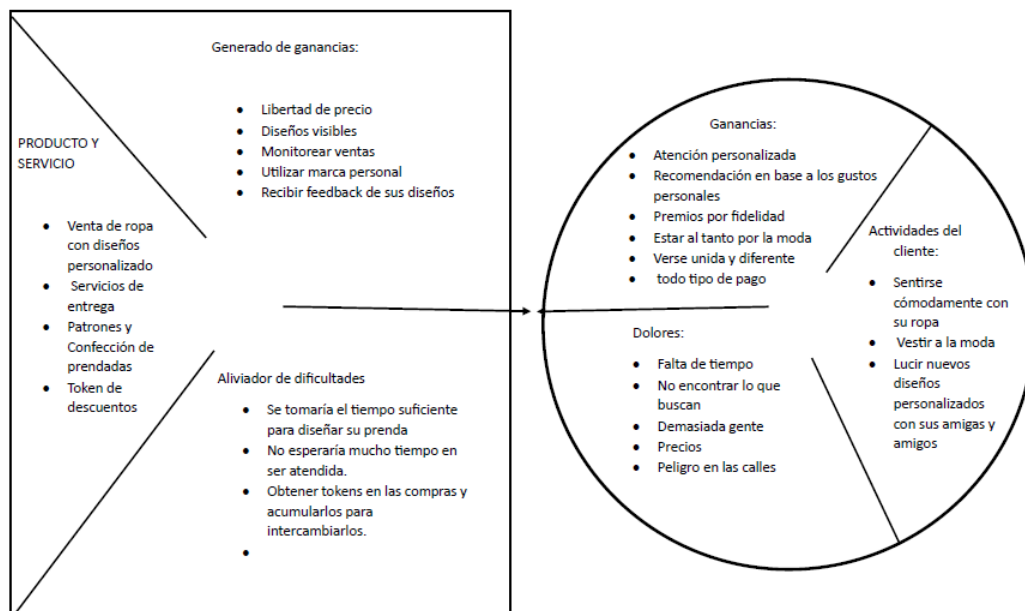 Generado de ganancias:
• Libertad de precio
• Diseños visibles
• Monitorear ventas
• Utilizar marca personal
• Recibir feedback de sus diseños
PRODUCTO Y
SERVICIO
• Venta de ropa
con diseños
personalizado
• Servicios de
entrega
• Patrones y
Confección de
prendadas
• Token de
descuentos
Aliviador de dificultades
• Se tomaría el tiempo suficiente
para diseñar su prenda
• No esperaría mucho tiempo en
ser atendida.
• Obtener tokens en las compras y
acumularlos para
intercambiarlos.
•
Ganancias:
• Atención personalizada
• Recomendación en base a los gustos
personales
• Premios por fidelidad
• Estar al tanto por la moda
• Verse unida y diferente
• todo tipo de pago
Dolores:
• Falta de tiempo
• No encontrar lo que
buscan
• Demasiada gente
• Precios
• Peligro en las calles
Actividades del
cliente:
• Sentirse
cómodamente con
su ropa
• Vestir a la moda
• Lucir nuevos
diseños
personalizados
con sus amigas y
amigos